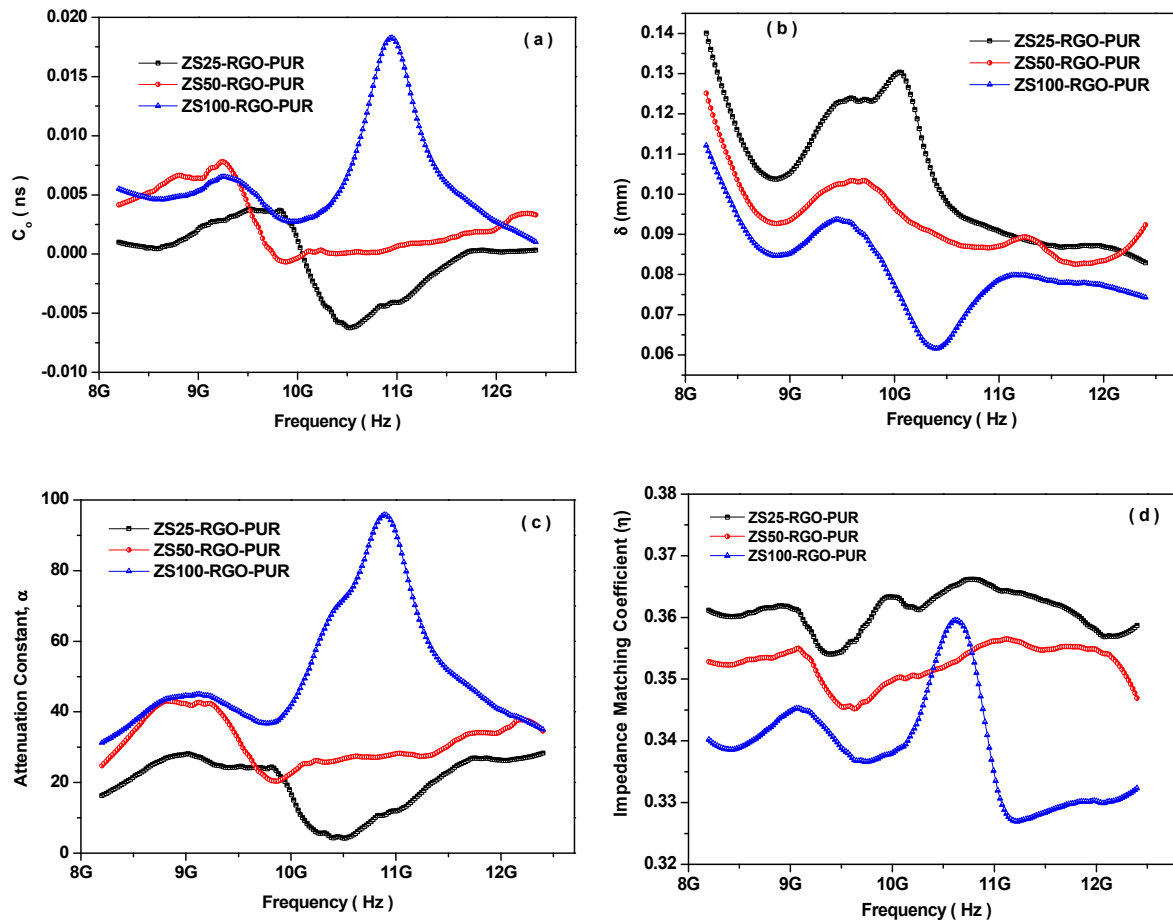 ( a )
ZS25-RGO-PUR
ZS50-RGO-PUR
ZS100-RGO-PUR
C₀ ( ns )
0.020
0.015
0.010
0.005
0.000
-0.005
-0.010
8G 9G 10G 11G 12G
Frequency ( Hz )
( b )
ZS25-RGO-PUR
ZS50-RGO-PUR
ZS100-RGO-PUR
δ (mm)
0.14
0.13
0.12
0.11
0.10
0.09
0.08
0.07
0.06
8G 9G 10G 11G 12G
Frequency ( Hz )
( c )
ZS25-RGO-PUR
ZS50-RGO-PUR
ZS100-RGO-PUR
Attenuation Constant, α
100
80
60
40
20
0
8G 9G 10G 11G 12G
Frequency ( Hz )
( d )
ZS25-RGO-PUR
ZS50-RGO-PUR
ZS100-RGO-PUR
Impedance Matching Coefficient (η)
0.38
0.37
0.36
0.35
0.34
0.33
0.32
8G 9G 10G 11G 12G
Frequency ( Hz )